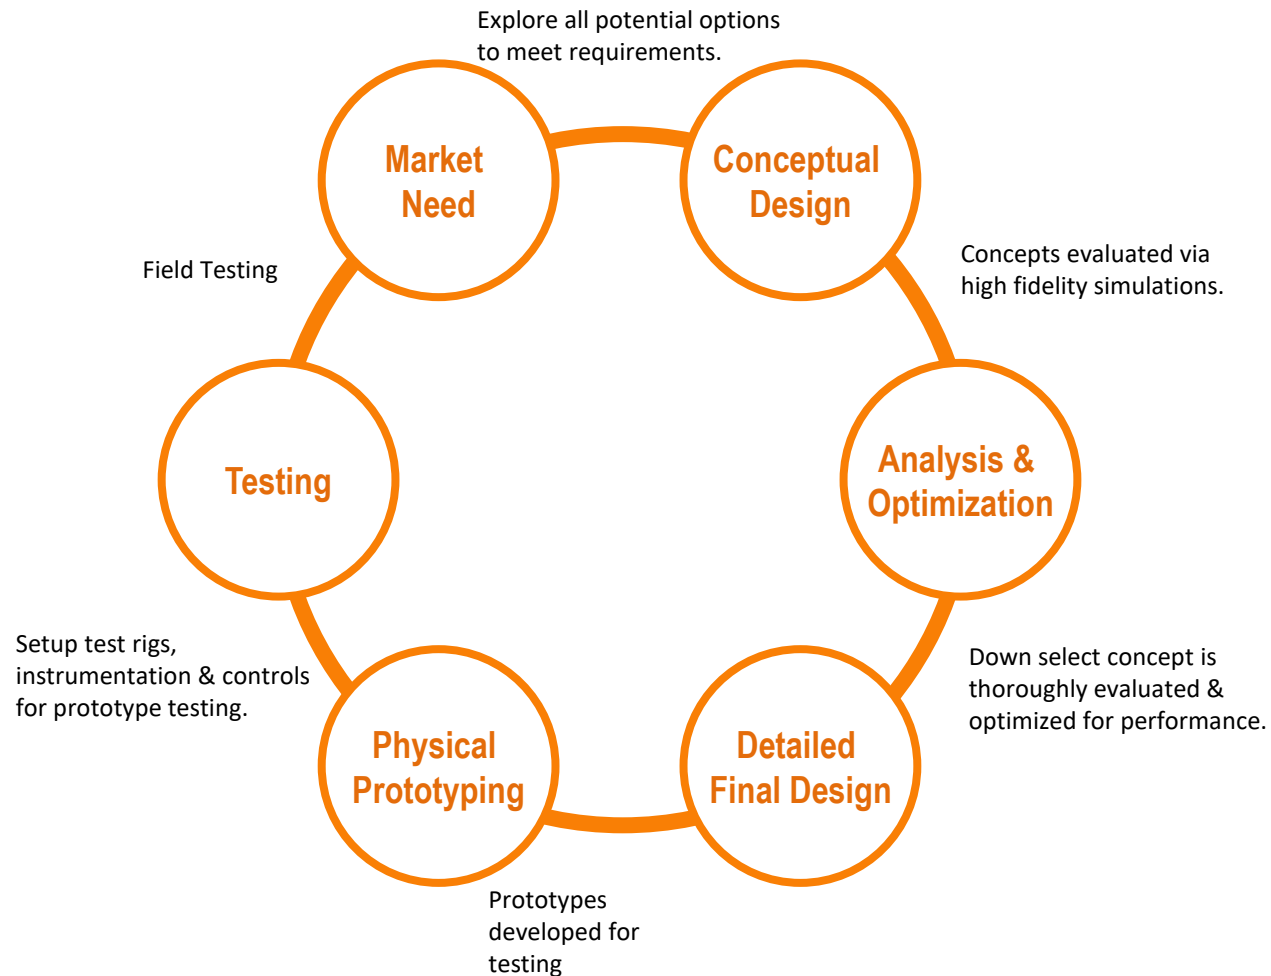 Explore all potential options
to meet requirements.
Market
Need
Conceptual
Design
Field Testing
Concepts evaluated via
high fidelity simulations.
Testing
Analysis &
Optimization
Setup test rigs,
instrumentation & controls
for prototype testing.
Down select concept is
thoroughly evaluated &
optimized for performance.
Physical
Prototyping
Detailed
Final Design
Prototypes
developed for
testing